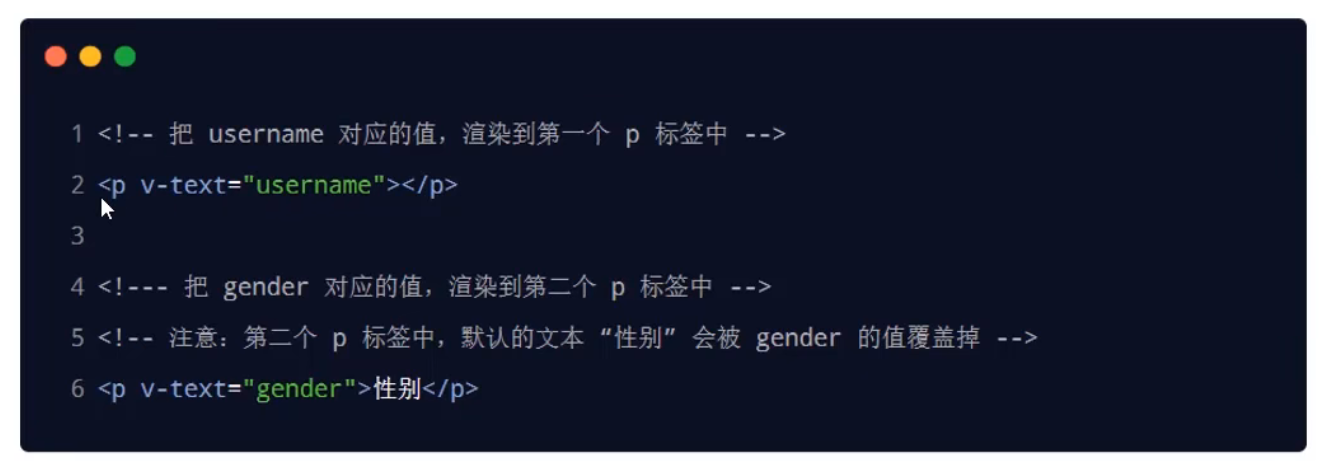 1 <!-- 把 username 对应的值，渲染到第一个 p 标签中 -->
2 <p v-text="username"></p>
3
4 <!--- 把 gender 对应的值，渲染到第二个 p 标签中 -->
5 <!-- 注意：第二个 p 标签中，默认的文本 “性别” 会被 gender 的值覆盖掉 -->
6 <p v-text="gender">性别</p>